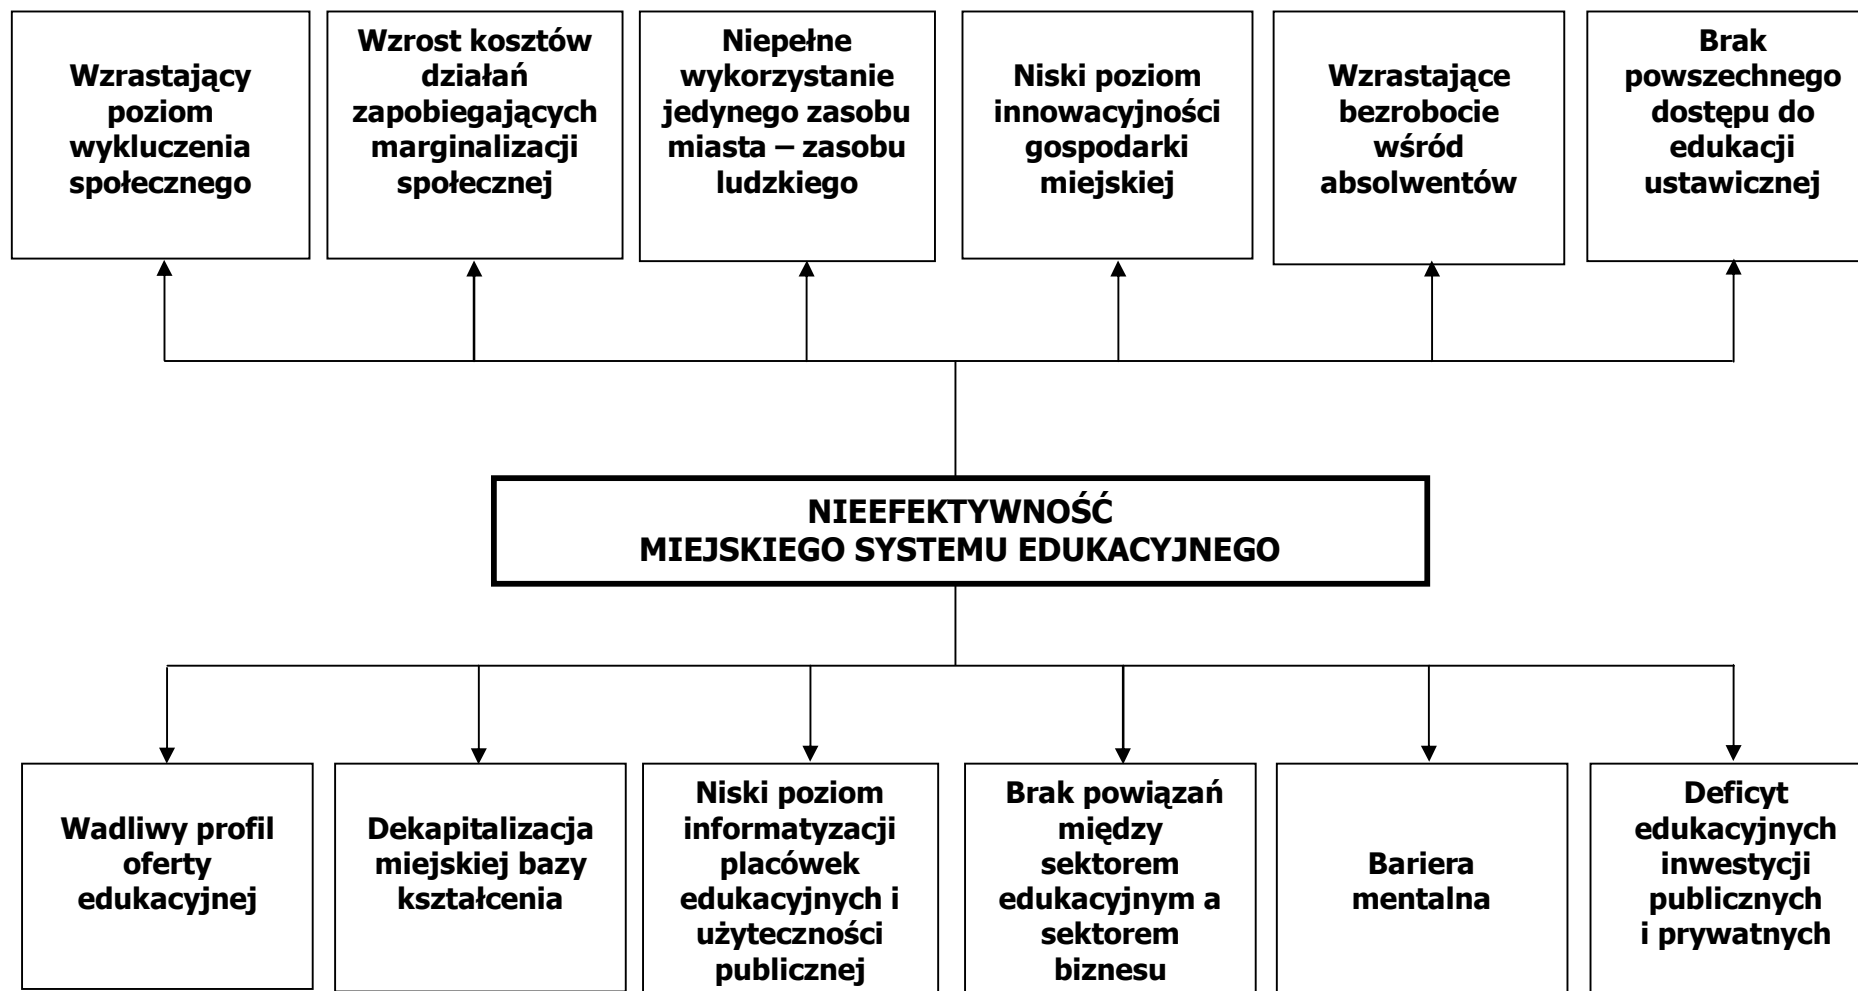 Wzrastający
poziom
wykluczenia
społecznego
Wzrost kosztów
działań
zapobiegających
marginalizacji
społecznej
Niepełne
wykorzystanie
jedynego zasobu
miasta – zasobu
ludzkiego
Niski poziom
innowacyjności
gospodarki
miejskiej
Wzrastające
bezrobocie
wśród
absolwentów
Brak
powszechnego
dostępu do
edukacji
ustawicznej
NIEEFEKTYWNOŚĆ
MIEJSKIEGO SYSTEMU EDUKACYJNEGO
Wadliwy profil
oferty
edukacyjnej
Dekapitalizacja
miejskiej bazy
kształcenia
Niski poziom
informatyzacji
placówek
edukacyjnych i
użyteczności
publicznej
Brak powiązań
między
sektorem
edukacyjnym a
sektorem
biznesu
Bariera
mentalna
Deficyt
edukacyjnych
inwestycji
publicznych
i prywatnych